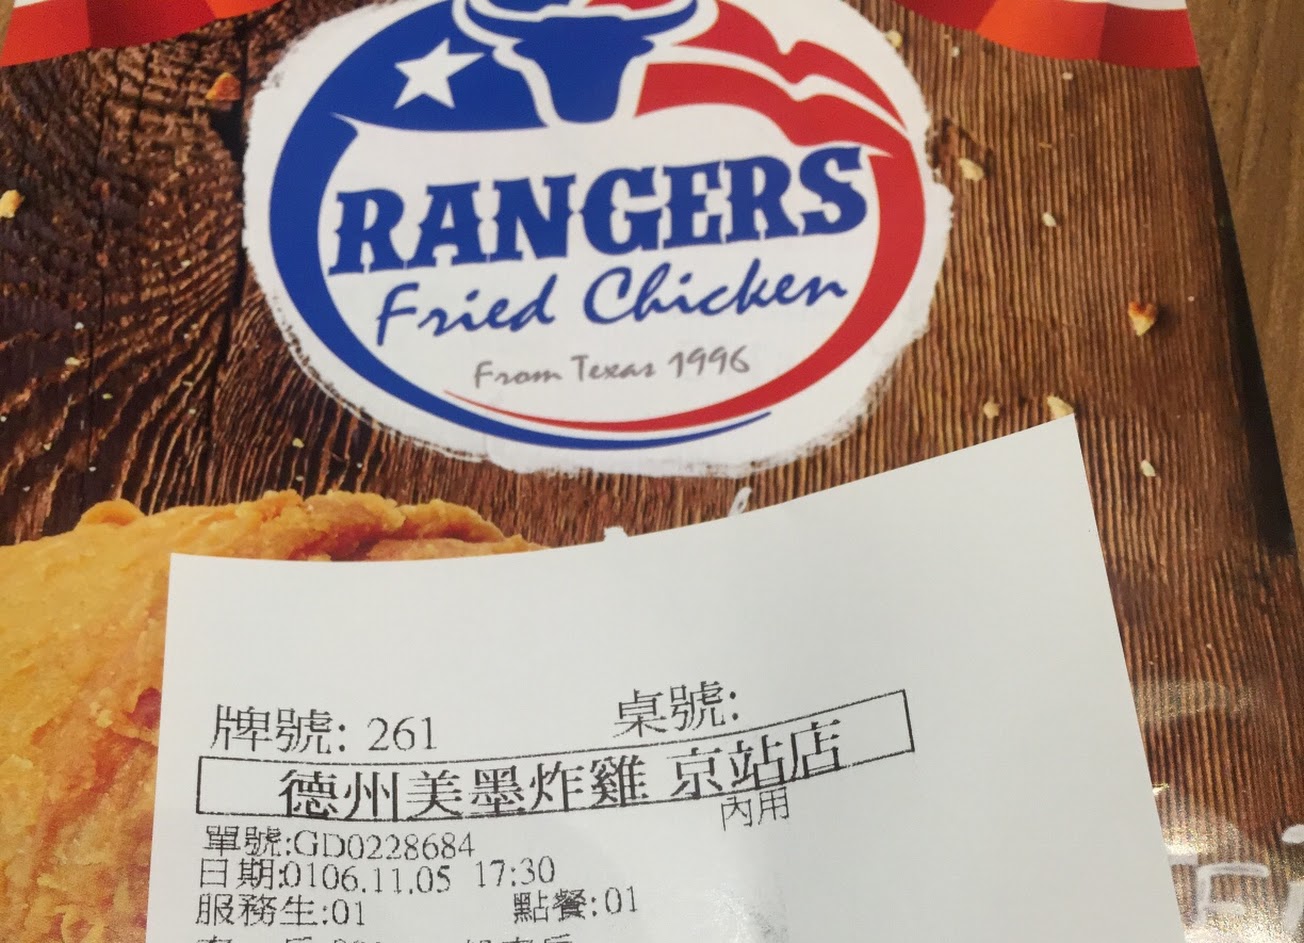 RANGERS
Fried Chicken
From Texas 1996
牌號: 261 桌號:
德州美墨炸雞 京站店
內用
單號:GD0228684
日期:0106.11.05 17:30
服務生:01 點餐:01